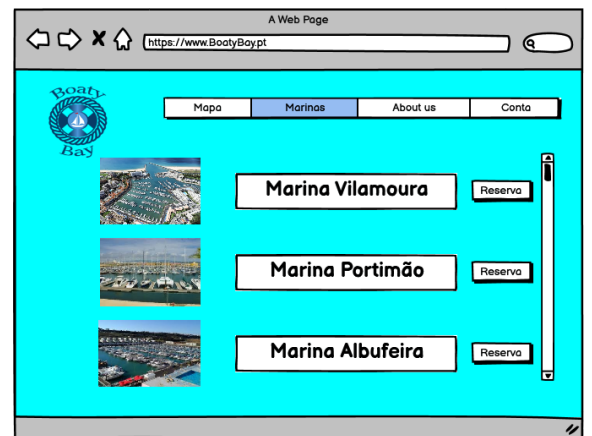 A Web Page
https://www.BoatyBay.pt
Boaty
Bay
Mapa Marinas About us Conta
Marina Vilamoura Reserva
Marina Portimão Reserva
Marina Albufeira Reserva